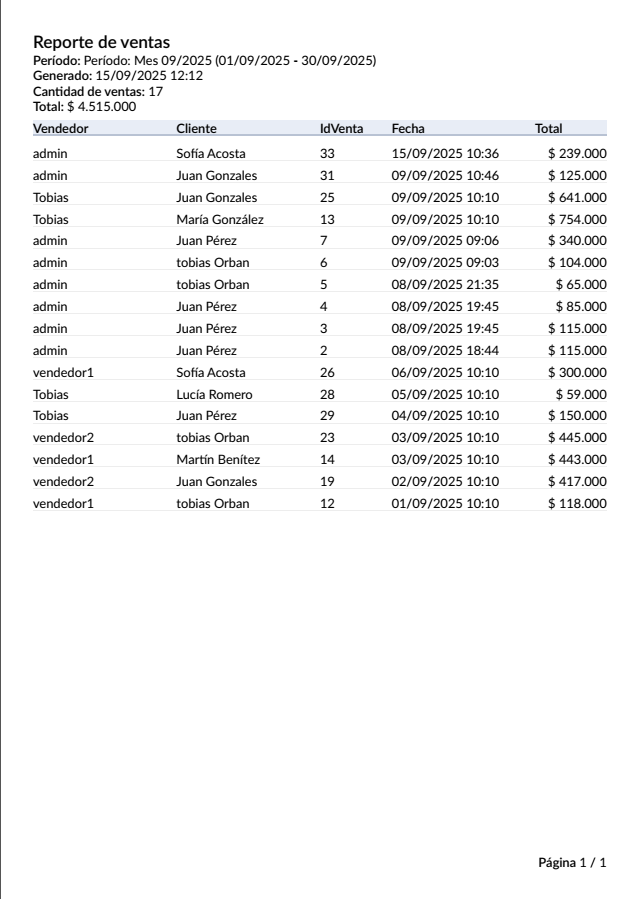 Reporte de ventas
Período: Período: Mes 09/2025 (01/09/2025 - 30/09/2025)
Generado: 15/09/2025 12:12
Cantidad de ventas: 17
Total: $ 4.515.000
Vendedor Cliente IdVenta Fecha Total
admin Sofía Acosta 33 15/09/2025 10:36 $ 239.000
admin Juan Gonzales 31 09/09/2025 10:46 $ 125.000
Tobias Juan Gonzales 25 09/09/2025 10:10 $ 641.000
Tobias María González 13 09/09/2025 10:10 $ 754.000
admin Juan Pérez 7 09/09/2025 09:06 $ 340.000
admin tobias Orban 6 09/09/2025 09:03 $ 104.000
admin tobias Orban 5 08/09/2025 21:35 $ 65.000
admin Juan Pérez 4 08/09/2025 19:45 $ 85.000
admin Juan Pérez 3 08/09/2025 19:45 $ 115.000
admin Juan Pérez 2 08/09/2025 18:44 $ 115.000
vendedor1 Sofía Acosta 26 06/09/2025 10:10 $ 300.000
Tobias Lucía Romero 28 05/09/2025 10:10 $ 59.000
Tobias Juan Pérez 29 04/09/2025 10:10 $ 150.000
vendedor2 tobias Orban 23 03/09/2025 10:10 $ 445.000
vendedor1 Martín Benítez 14 03/09/2025 10:10 $ 443.000
vendedor2 Juan Gonzales 19 02/09/2025 10:10 $ 417.000
vendedor1 tobias Orban 12 01/09/2025 10:10 $ 118.000
Página 1 / 1